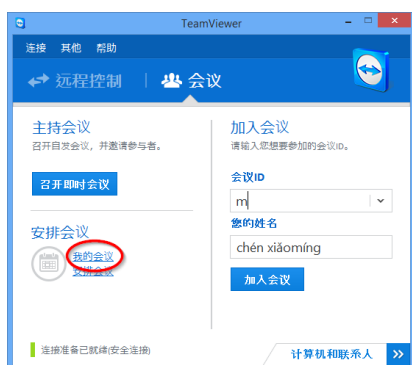 TeamViewer
连接 其他 帮助
远程控制 会议
主持会议
召开自发会议，并邀请参与者。
召开即时会议
安排会议
我的会议
安排会议
加入会议
请输入您想要参加的会议ID。
会议ID
m
您的姓名
chén xiǎomíng
加入会议
连接准备已就绪(安全连接)
计算机和联系人